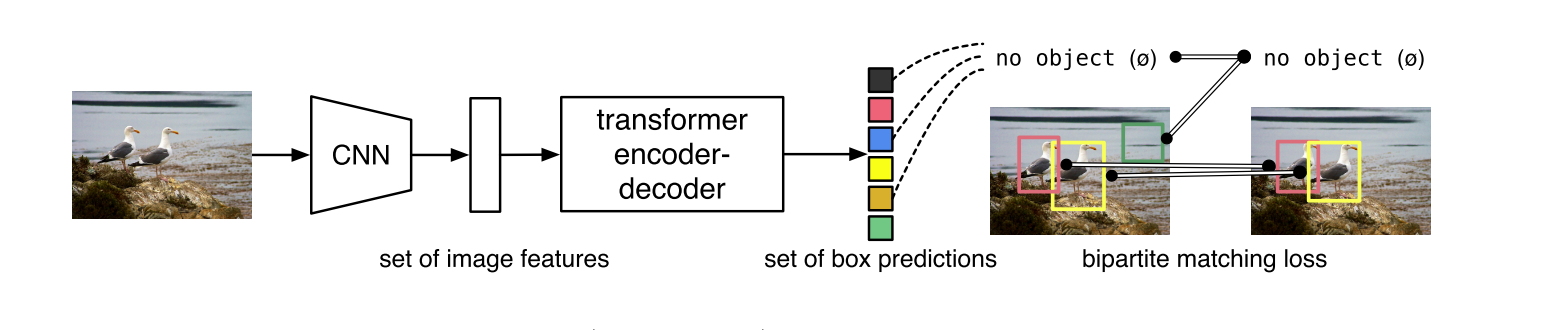 no object (ø)
no object (ø)
CNN
transformer
encoder-
decoder
set of image features
set of box predictions
bipartite matching loss